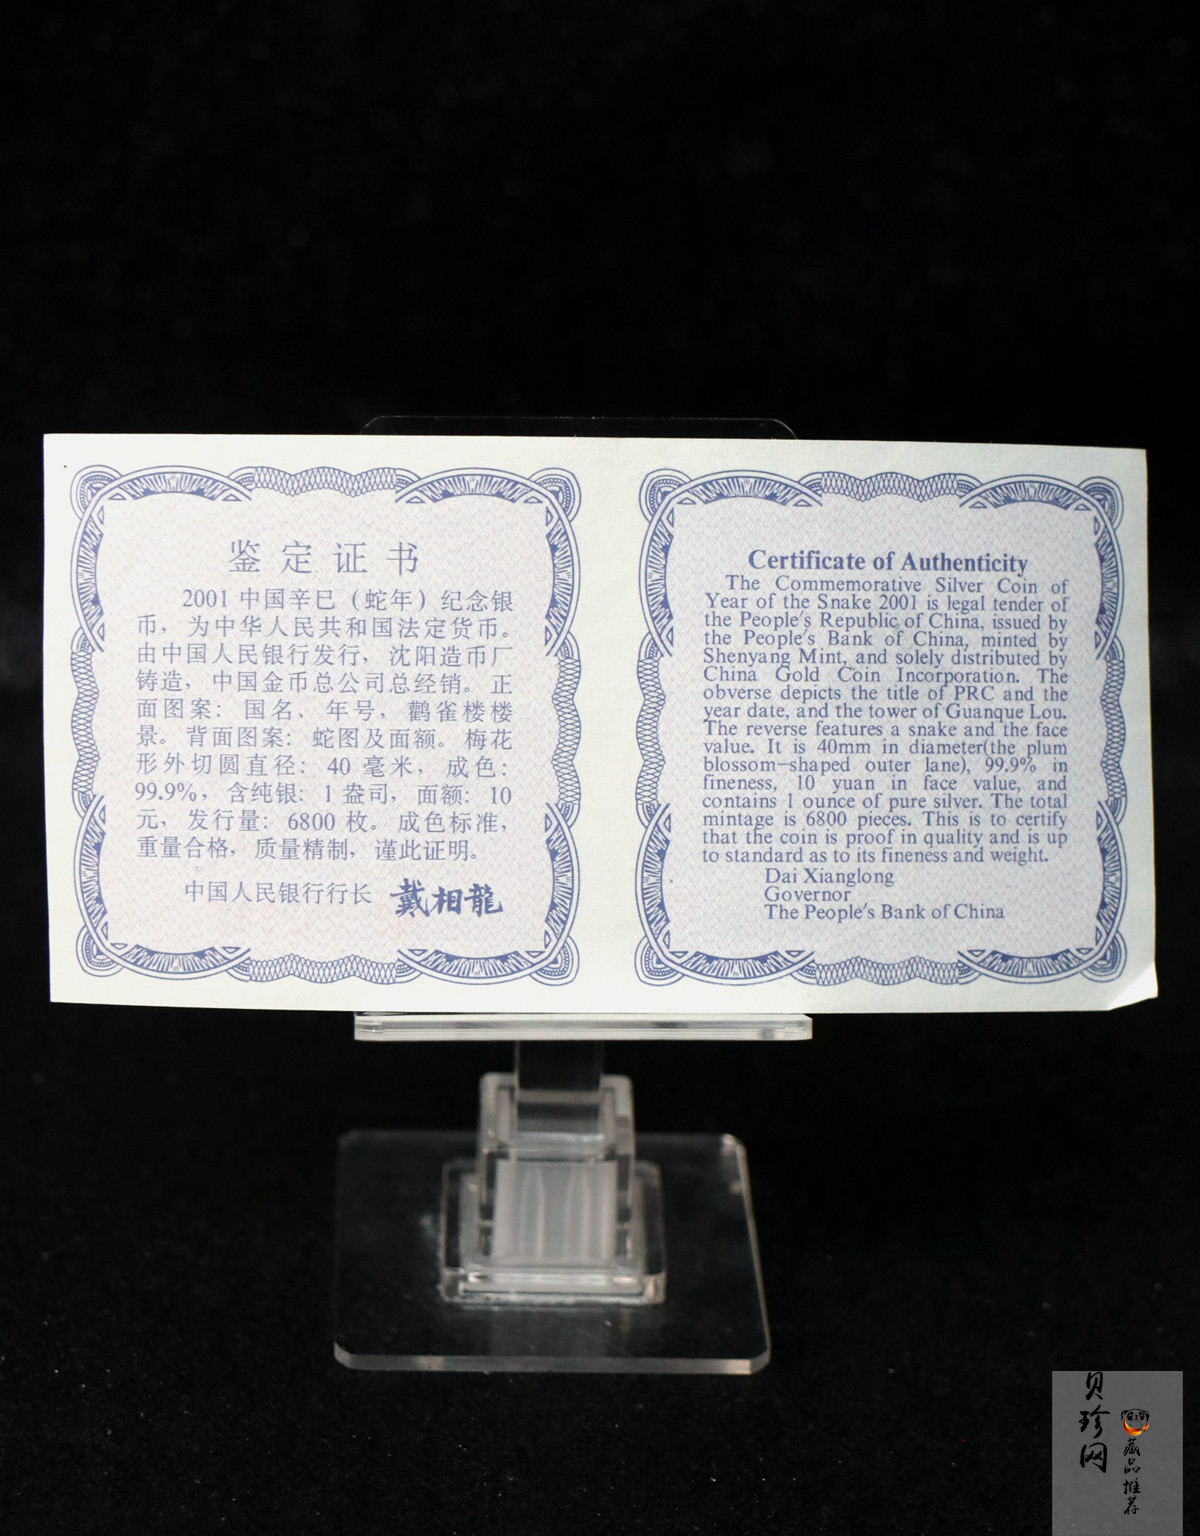 鉴定证书
2001中国辛巳（蛇年）纪念银
币，为中华人民共和国法定货币。
由中国人民银行发行，沈阳造币厂
铸造，中国金币总公司总经销。正
面图案：国名、年号，鹳雀楼楼
景。背面图案：蛇图及面额。梅花
形外切圆直径：40毫米，成色：
99.9%，含纯银：1盎司，面额：10
元，发行量：6800枚。成色标准，
重量合格，质量精制，谨此证明。
中国人民银行行长 戴相龍
Certificate of Authenticity
The Commemorative Silver Coin of
Year of the Snake 2001 is legal tender of
the People's Republic of China, issued by
the People's Bank of China, minted by
Shenyang Mint, and solely distributed by
China Gold Coin Incorporation. The
obverse depicts the title of PRC and the
year date, and the tower of Guanque Lou.
The reverse features a snake and the face
value. It is 40mm in diameter(the plum
blossom-shaped outer lane), 99.9% in
fineness, 10 yuan in face value, and
contains 1 ounce of pure silver. The total
mintage is 6800 pieces. This is to certify
that the coin is proof in quality and is up
to standard as to its fineness and weight.
Dai Xianglong
Governor
The People's Bank of China
贝珍网
藏品推荐